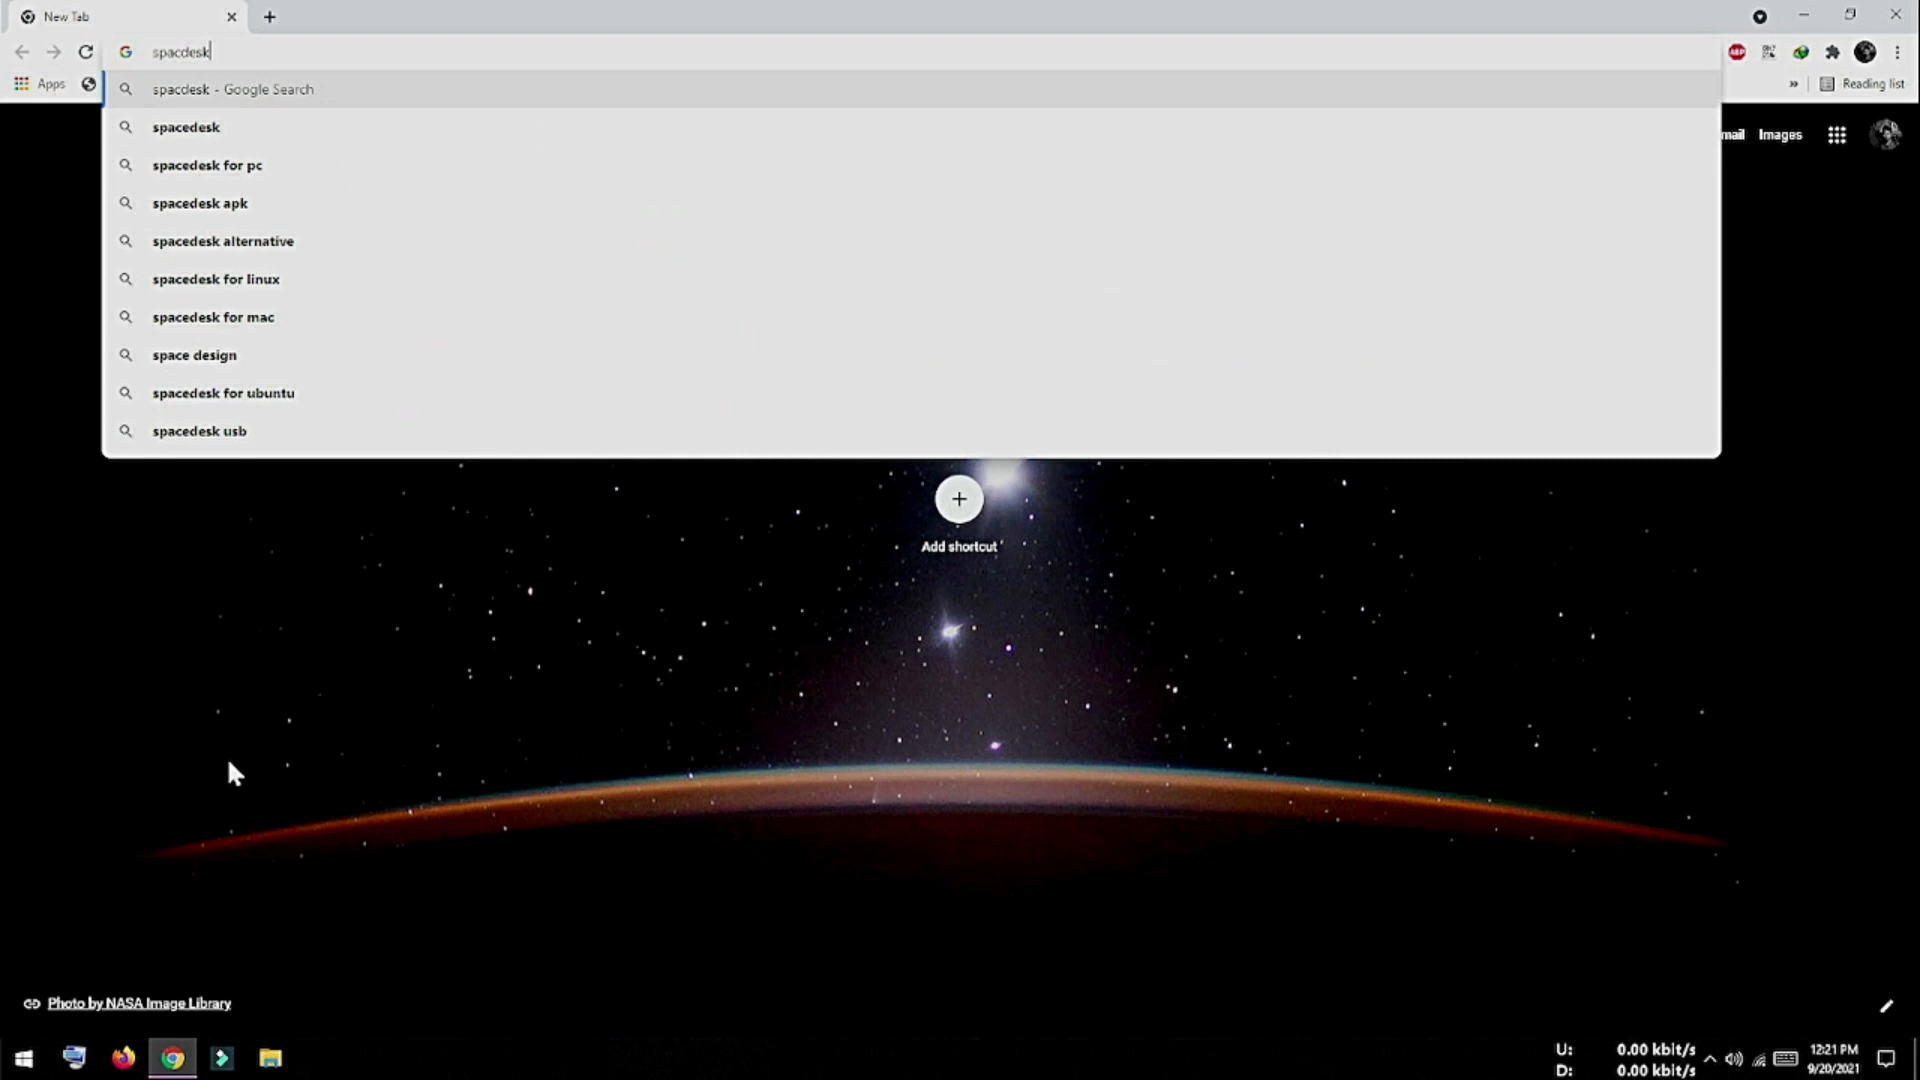 New Tab
spacdesk
Apps
Reading list
spacdesk - Google Search
spacedesk
spacedesk for pc
spacedesk apk
spacedesk alternative
spacedesk for linux
spacedesk for mac
space design
spacedesk for ubuntu
spacedesk usb
mail Images
ABP
Add shortcut
Photo by NASA Image Library
U: 0.00 kbit/s
D: 0.00 kbit/s
12:21 PM
9/20/2021